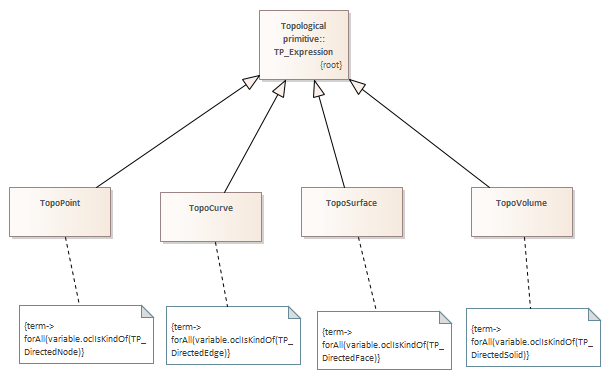 Topological
primitive::
TP_Expression
{root}
TopoPoint
TopoCurve
TopoSurface
TopoVolume
{term->
forAll(variable.oclIsKindOf(TP_
DirectedNode)}
{term->
forAll(variable.oclIsKindOf(TP_
DirectedEdge)}
{term->
forAll(variable.oclIsKindOf(TP_
DirectedFace)}
{term->
forAll(variable.oclIsKindOf(TP_
DirectedSolid)}